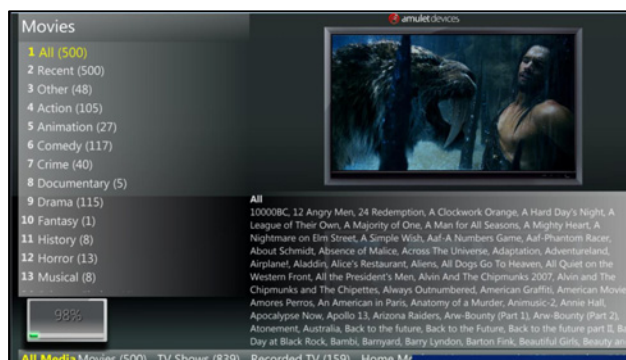 amulet devices
Movies
1 All (500)
2 Recent (500)
3 Other (48)
4 Action (105)
5 Animation (27)
6 Comedy (117)
7 Crime (40)
8 Documentary (5)
9 Drama (115)
10 Fantasy (1)
11 History (8)
12 Horror (13)
13 Musical (8)
98%
All
10000BC, 12 Angry Men, 24 Redemption, A Clockwork Orange, A Hard Day's Night, A
League of Their Own, A Majority of One, A Man for All Seasons, A Mighty Heart, A
Nightmare on Elm Street, A Simple Wish, Aaf-A Numbers Game, Aaf-Phantom Racer,
About Schmidt, Absence of Malice, Across The Universe, Adaptation, Adventureland,
Airplane!, Aladdin, Alice's Restaurant, Aliens, All Dogs Go To Heaven, All Quiet on the
Western Front, All the President's Men, Alvin And The Chipmunks 2007, Alvin and The
Chipmunks and The Chipettes, Always Outnumbered, American Graffiti, American Movie
Amores Perros, An American in Paris, Anatomy of a Murder, Animusic-2, Annie Hall,
Apocalypse Now, Apollo 13, Arizona Raiders, Arw-Bounty (Part 1), Arw-Bounty (Part 2),
Atonement, Australia, Back to the future, Back to the Future, Back to the future part II, Ba
Day at Black Rock, Bambi, Barnyard, Barry Lyndon, Barton Fink, Beautiful Girls, Beauty an
All Media Movies (500) TV Shows (839) Recorded TV (159) Home M